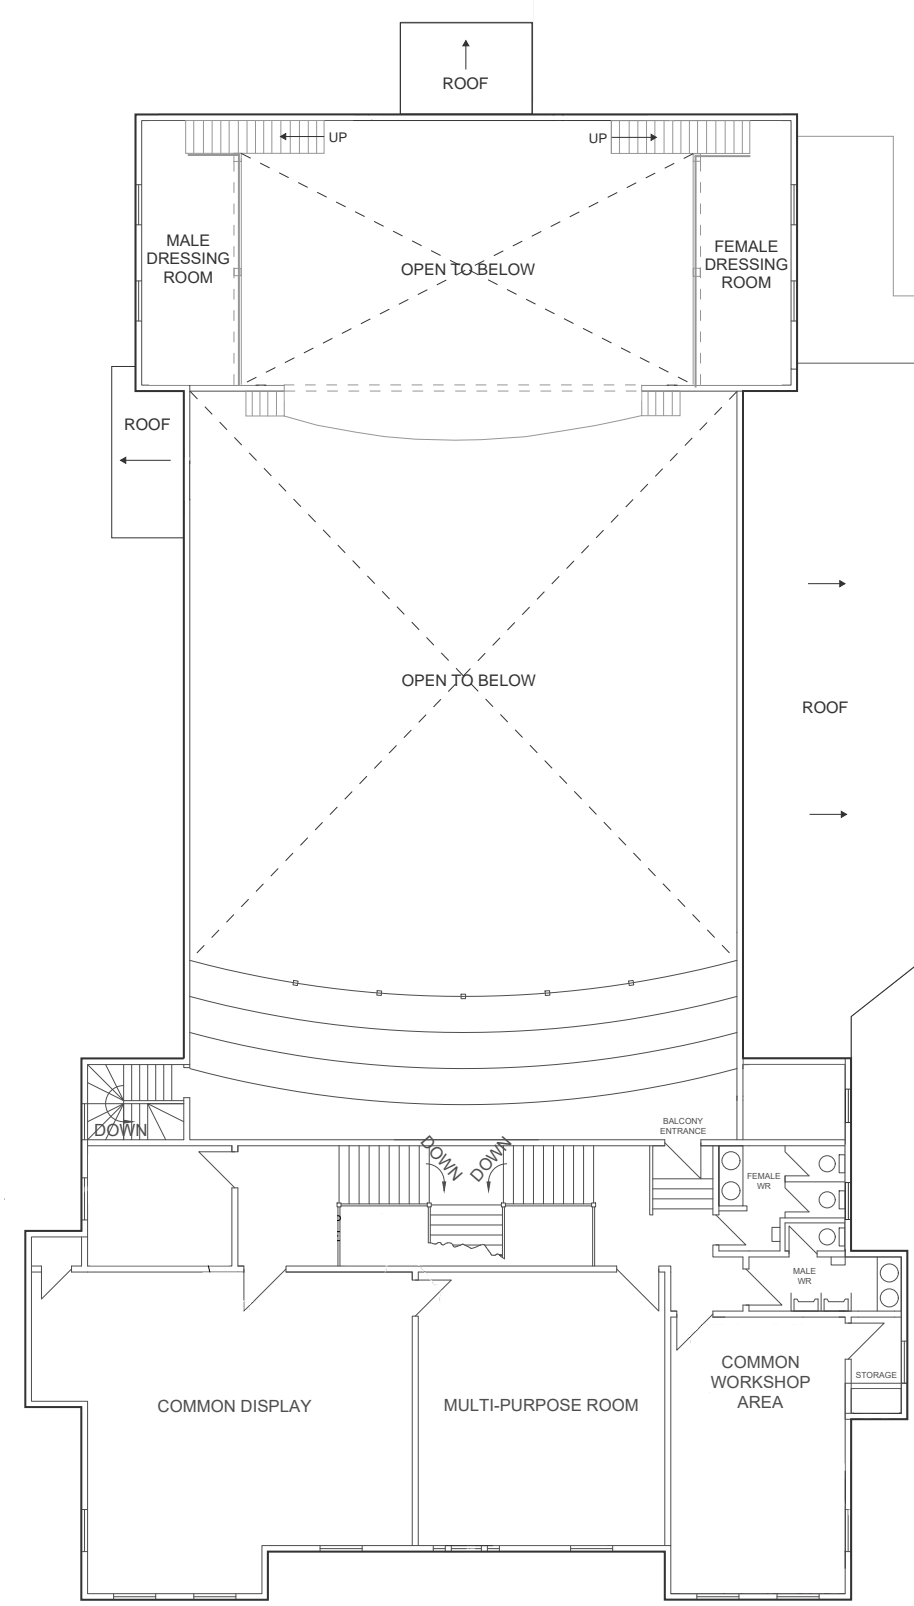 ROOF
UP
UP
MALE
DRESSING
ROOM
OPEN TO BELOW
FEMALE
DRESSING
ROOM
ROOF
OPEN TO BELOW
ROOF
BALCONY
ENTRANCE
DOWN
DOWN
DOWN
FEMALE
WR
MALE
WR
COMMON
WORKSHOP
AREA
STORAGE
COMMON DISPLAY
MULTI-PURPOSE ROOM